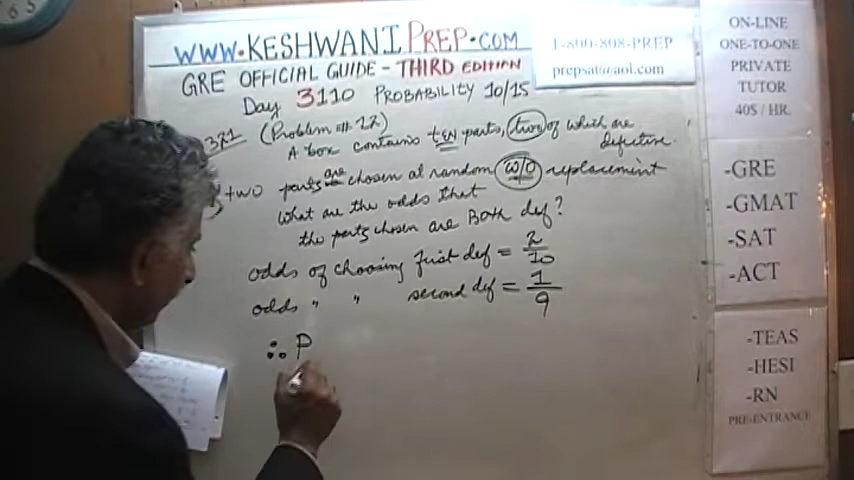 WWW.KESHWANIPREP.COM
1-800-808-PREP
prepsat@aol.com
GRE OFFICIAL GUIDE - THIRD EDITION
Day 3110 PROBABILITY 10/15
321 (Problem # 12)
A box contains tEN parts, two of which are defective.
If two parts are chosen at random w/o replacement
What are the odds that
the parts chosen are Both def?
odds of choosing first def = 2/10
odds " " second def = 1/9
∴ P
ON-LINE
ONE-TO-ONE
PRIVATE
TUTOR
40$ / HR.
-GRE
-GMAT
-SAT
-ACT
-TEAS
-HESI
-RN
PRE-ENTRANCE